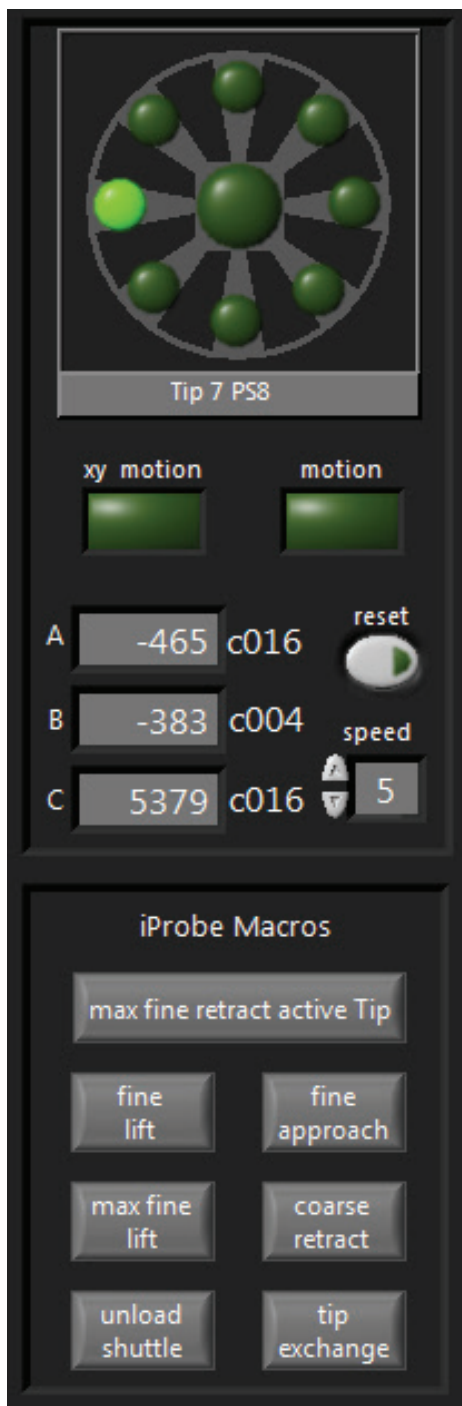 Tip 7 PS8
xy motion motion
A -465 c016 reset
B -383 c004 speed
C 5379 c016 5
iProbe Macros
max fine retract active Tip
fine
lift
fine
approach
max fine
lift
coarse
retract
unload
shuttle
tip
exchange